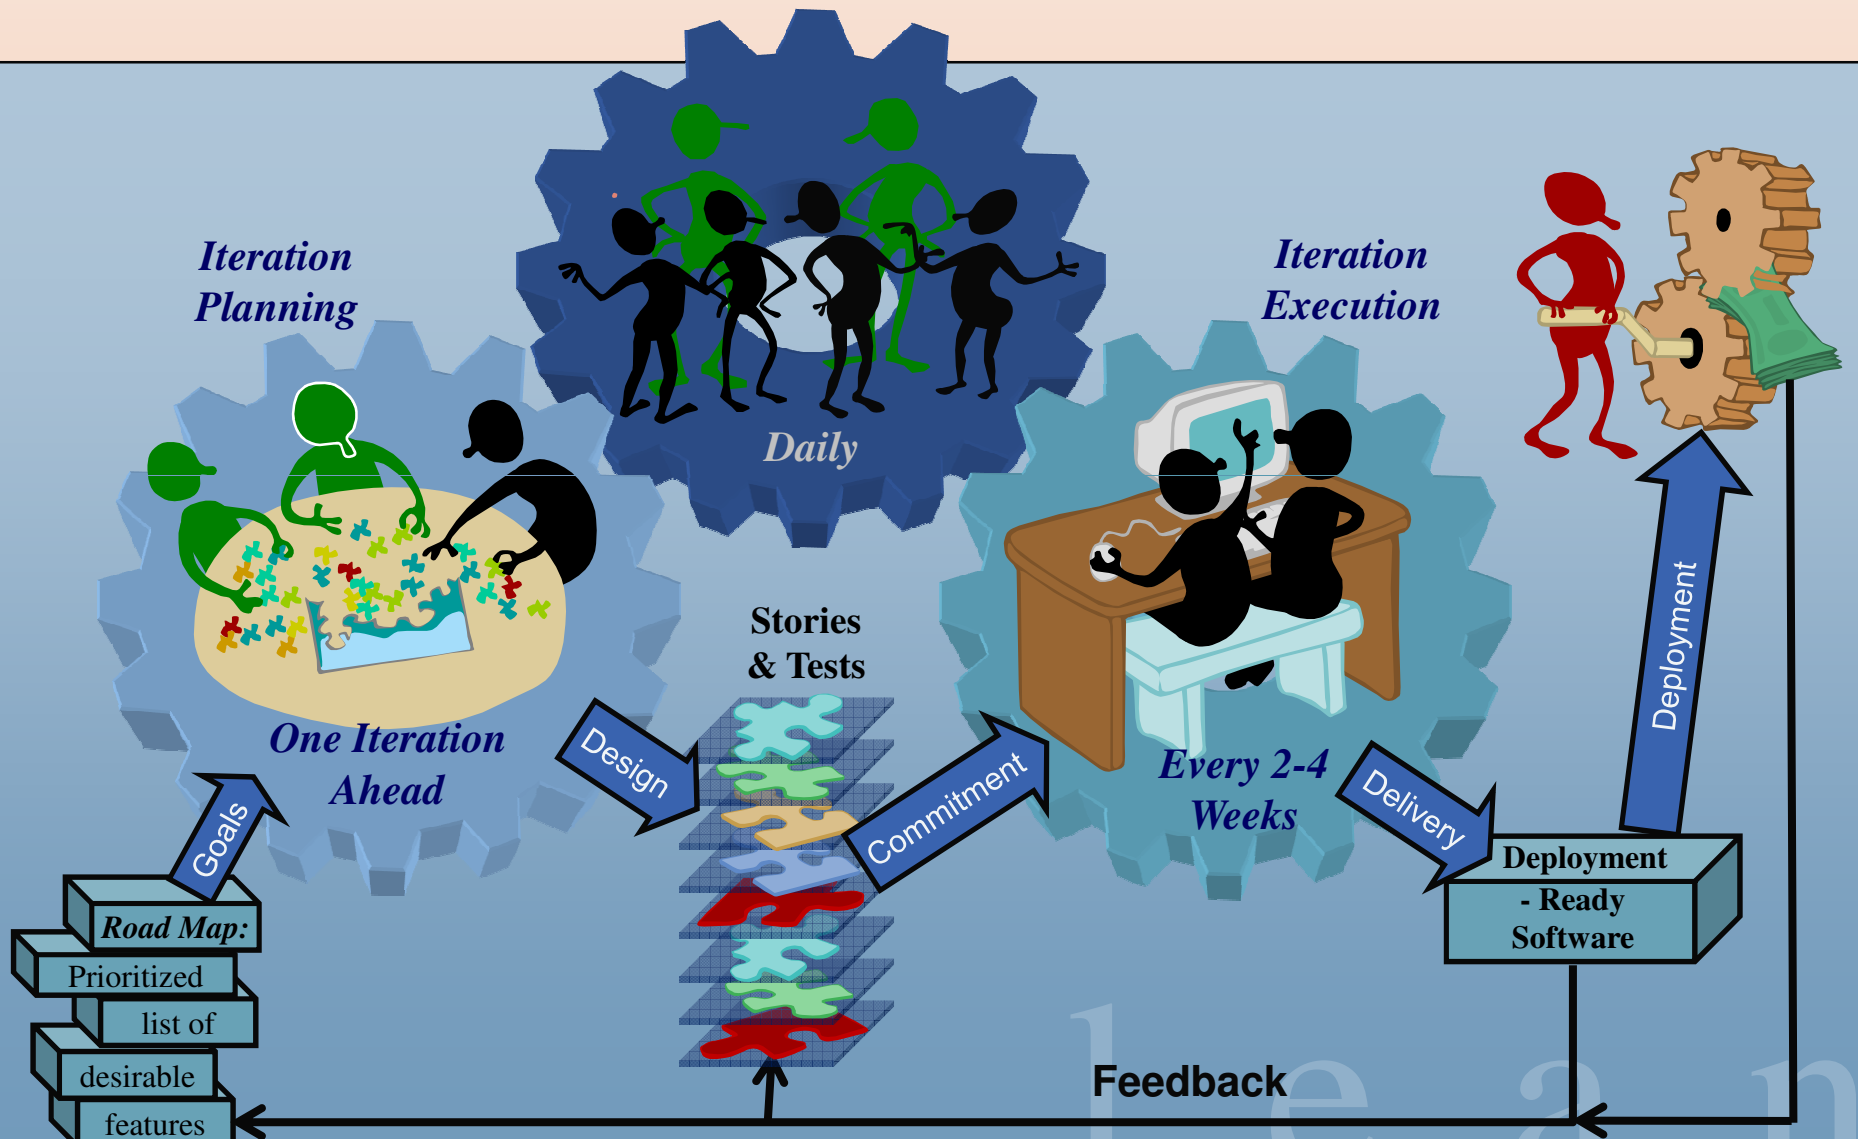 Iteration
Planning
Daily
Iteration
Execution
One Iteration
Ahead
Goals
Design
Stories
& Tests
Commitment
Every 2-4
Weeks
Delivery
Deployment
Deployment
- Ready
Software
Road Map:
Prioritized
list of
desirable
features
Feedback
l e a n